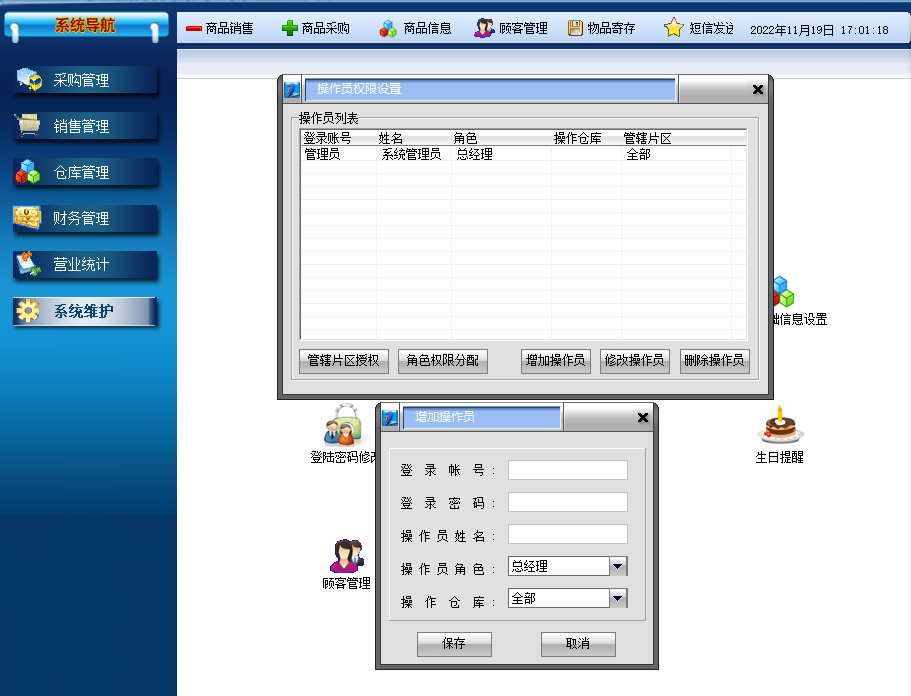 系统导航
商品销售 商品采购 商品信息 顾客管理 物品寄存 短信发送 2022年11月19日 17:01:18
采购管理
销售管理
仓库管理
财务管理
营业统计
系统维护
操作员权限设置
操作员列表
登录账号 姓名 角色 操作仓库 管辖片区
管理员 系统管理员 总经理 全部
管辖片区授权 角色权限分配 增加操作员 修改操作员 删除操作员
础信息设置
登陆密码修改
生日提醒
顾客管理
增加操作员
登录帐号:
登录密码:
操作员姓名:
操作员角色: 总经理
操作仓库: 全部
保存 取消